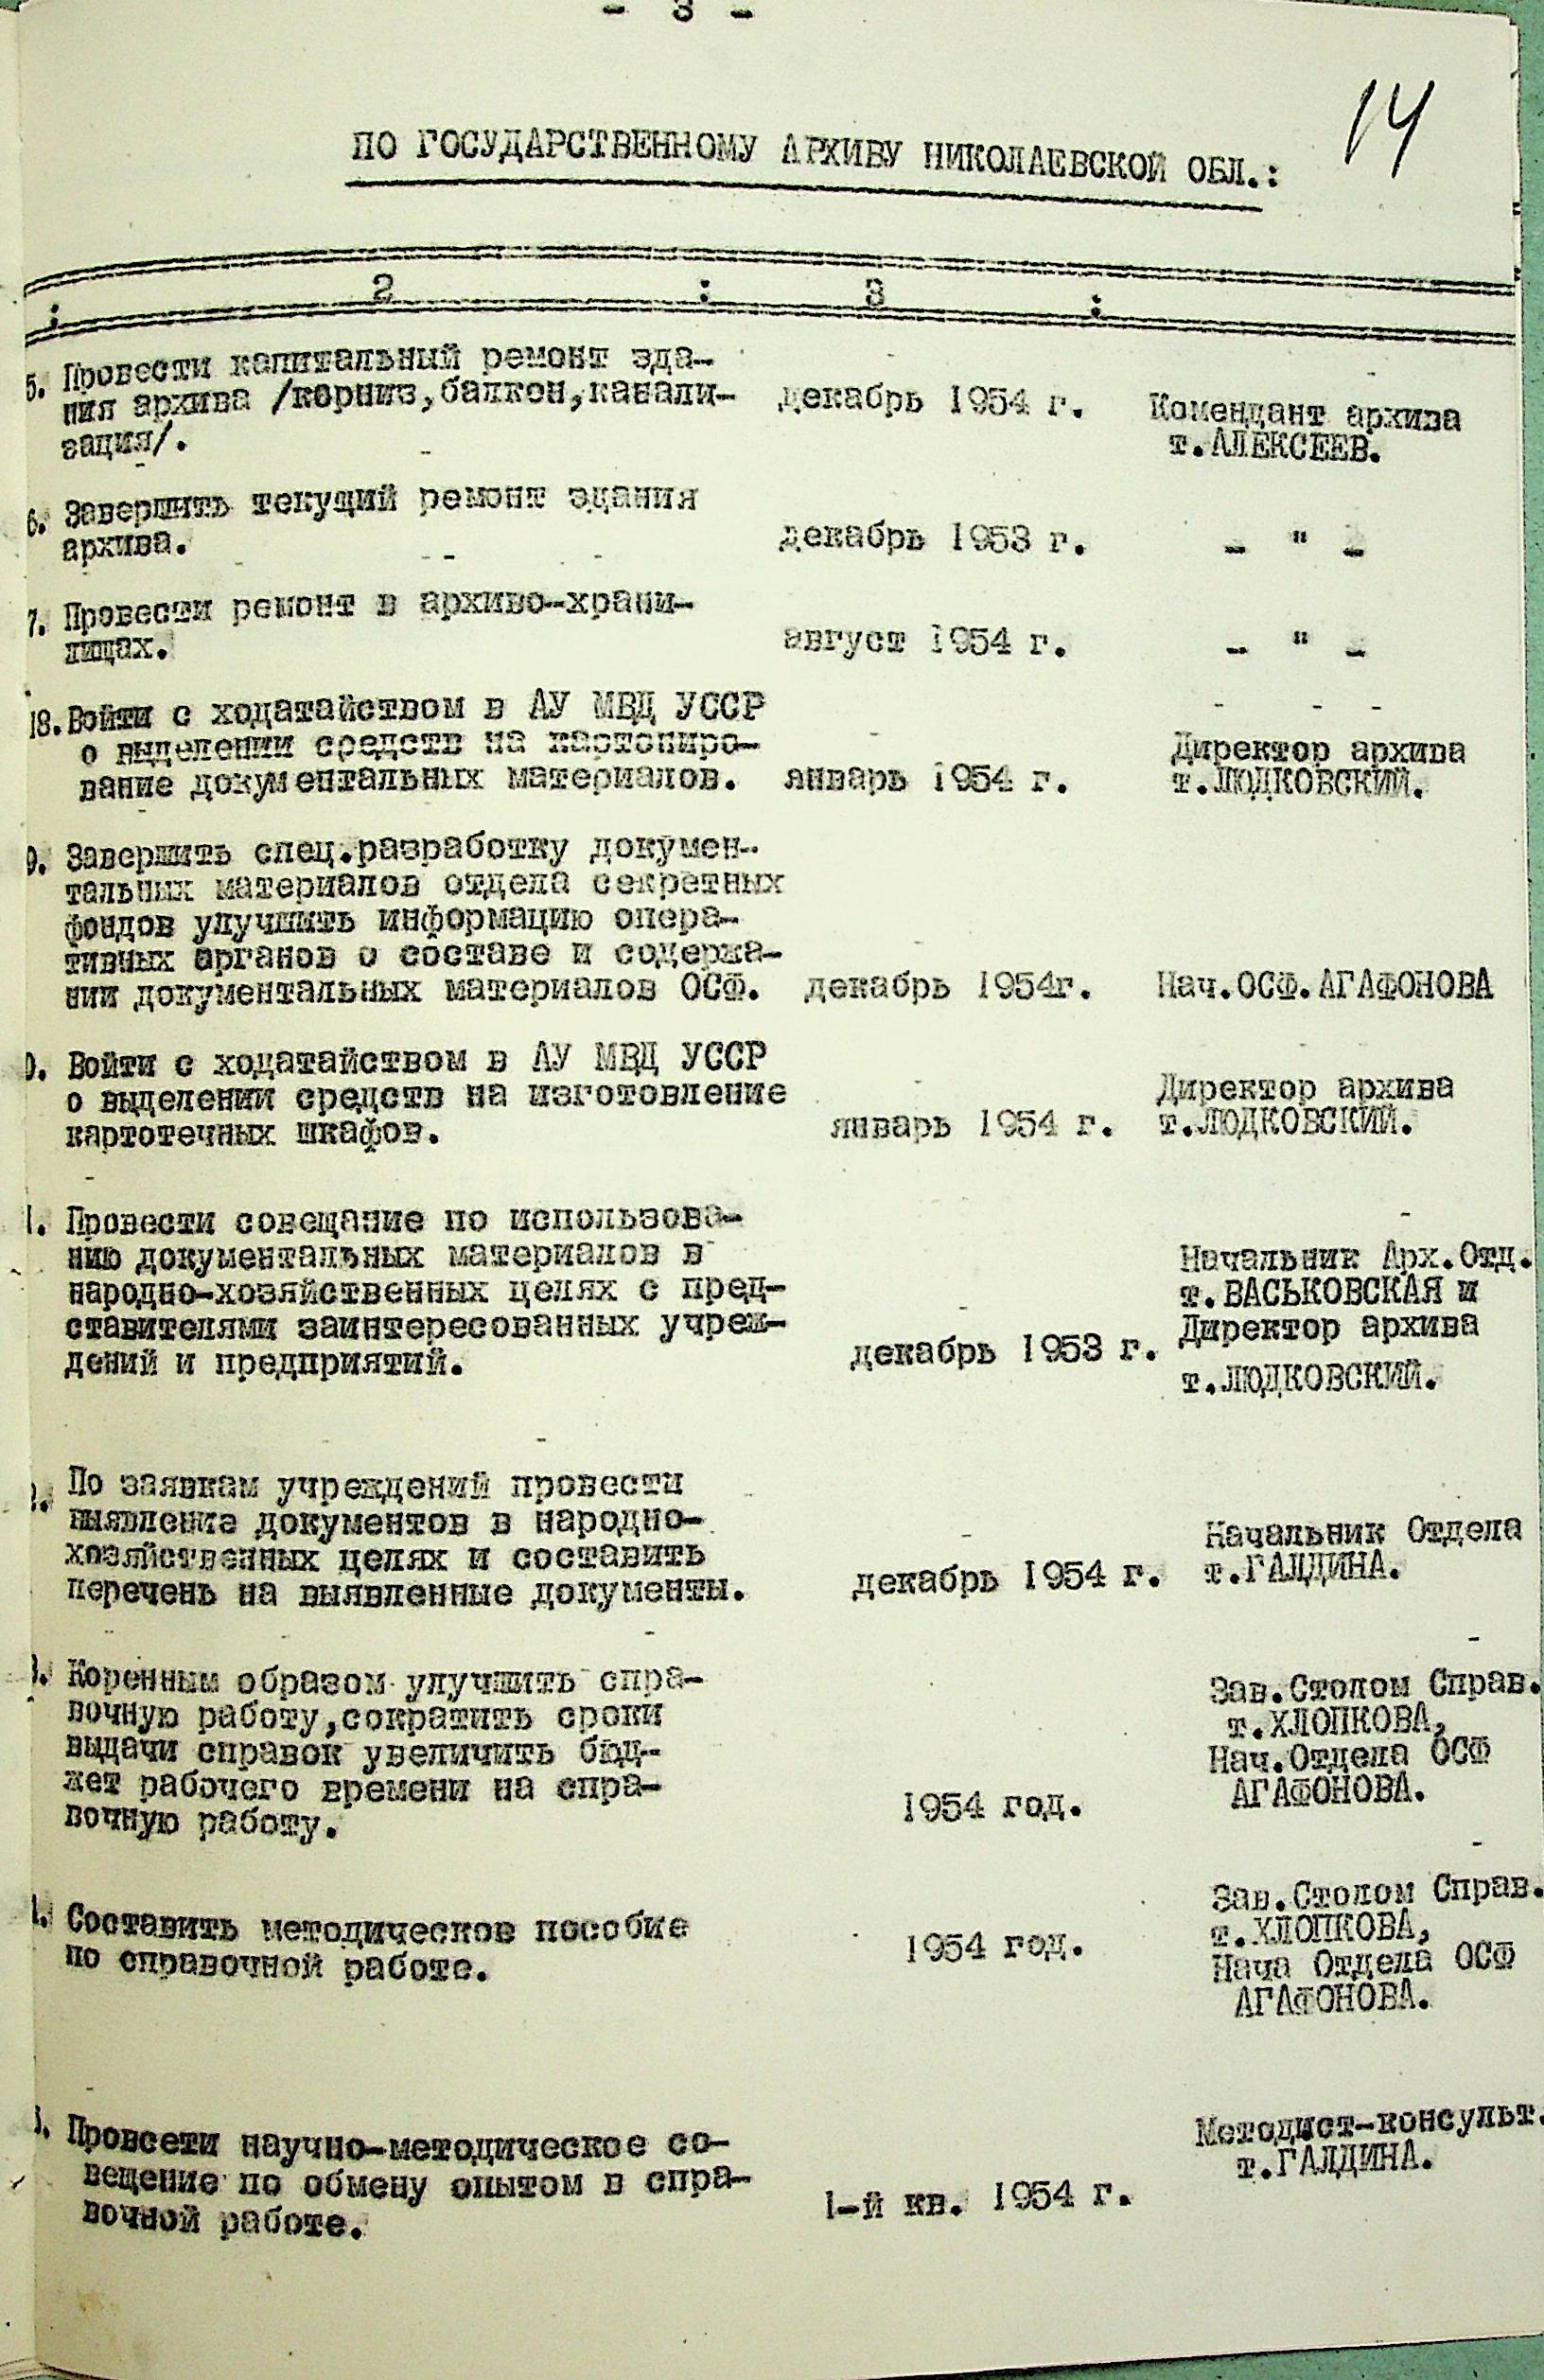 - 3 -
14
ПО ГОСУДАРСТВЕННОМУ АРХИВУ НИКОЛАЕВСКОЙ ОБЛ.:
: 2 : 3 :
5. Провести капитальный ремонт зда-
ния архива /корниз,балкон,канали-
зация/.
декабрь 1954 г.
Комендант архива
т.АЛЕКСЕЕВ.
6. Завершить текущий ремонт здания
архива.
декабрь 1953 г.
- " -
7. Провести ремонт в архиво-храни-
лищах.
август 1954 г.
- " -
18. Войти с ходатайством в АУ МВД УССР
о выделении средств на картониро-
вание документальных материалов.
январь 1954 г.
Директор архива
т.ЛЮДКОВСКИЙ.
9. Завершить спец.разработку докумен-
тальных материалов отдела секретных
фондов улучшить информацию опера-
тивных органов о составе и содержа-
нии документальных материалов ОСФ.
декабрь 1954г.
Нач.ОСФ.АГАФОНОВА
0. Войти с ходатайством в АУ МВД УССР
о выделении средств на изготовление
картотечных шкафов.
январь 1954 г.
Директор архива
т.ЛЮДКОВСКИЙ.
1. Провести совещание по использова-
нию документальных материалов в
народно-хозяйственных целях с пред-
ставителями заинтересованных учреж-
дений и предприятий.
декабрь 1953 г.
Начальник Арх.Отд.
т.ВАСЬКОВСКАЯ и
Директор архива
т.ЛЮДКОВСКИЙ.
По заявкам учреждений провести
выявление документов в народно-
хозяйственных целях и составить
перечень на выявленные документы.
декабрь 1954 г.
Начальник Отдела
т.ГАЛДИНА.
Коренным образом улучшить спра-
вочную работу,сократить сроки
выдачи справок увеличить бюд-
жет рабочего времени на спра-
вочную работу.
1954 год.
Зав.Столом Справ.
т.ХЛОПКОВА,
Нач.Отдела ОСФ
АГАФОНОВА.
Составить методическое пособие
по справочной работе.
1954 год.
Зав.Столом Справ.
т.ХЛОПКОВА,
Нача Отдела ОСФ
АГАФОНОВА.
Провсети научно-методическое со-
вещение по обмену опытом в спра-
вочной работе.
1-й кв. 1954 г.
Методист-консульт.
т.ГАЛДИНА.